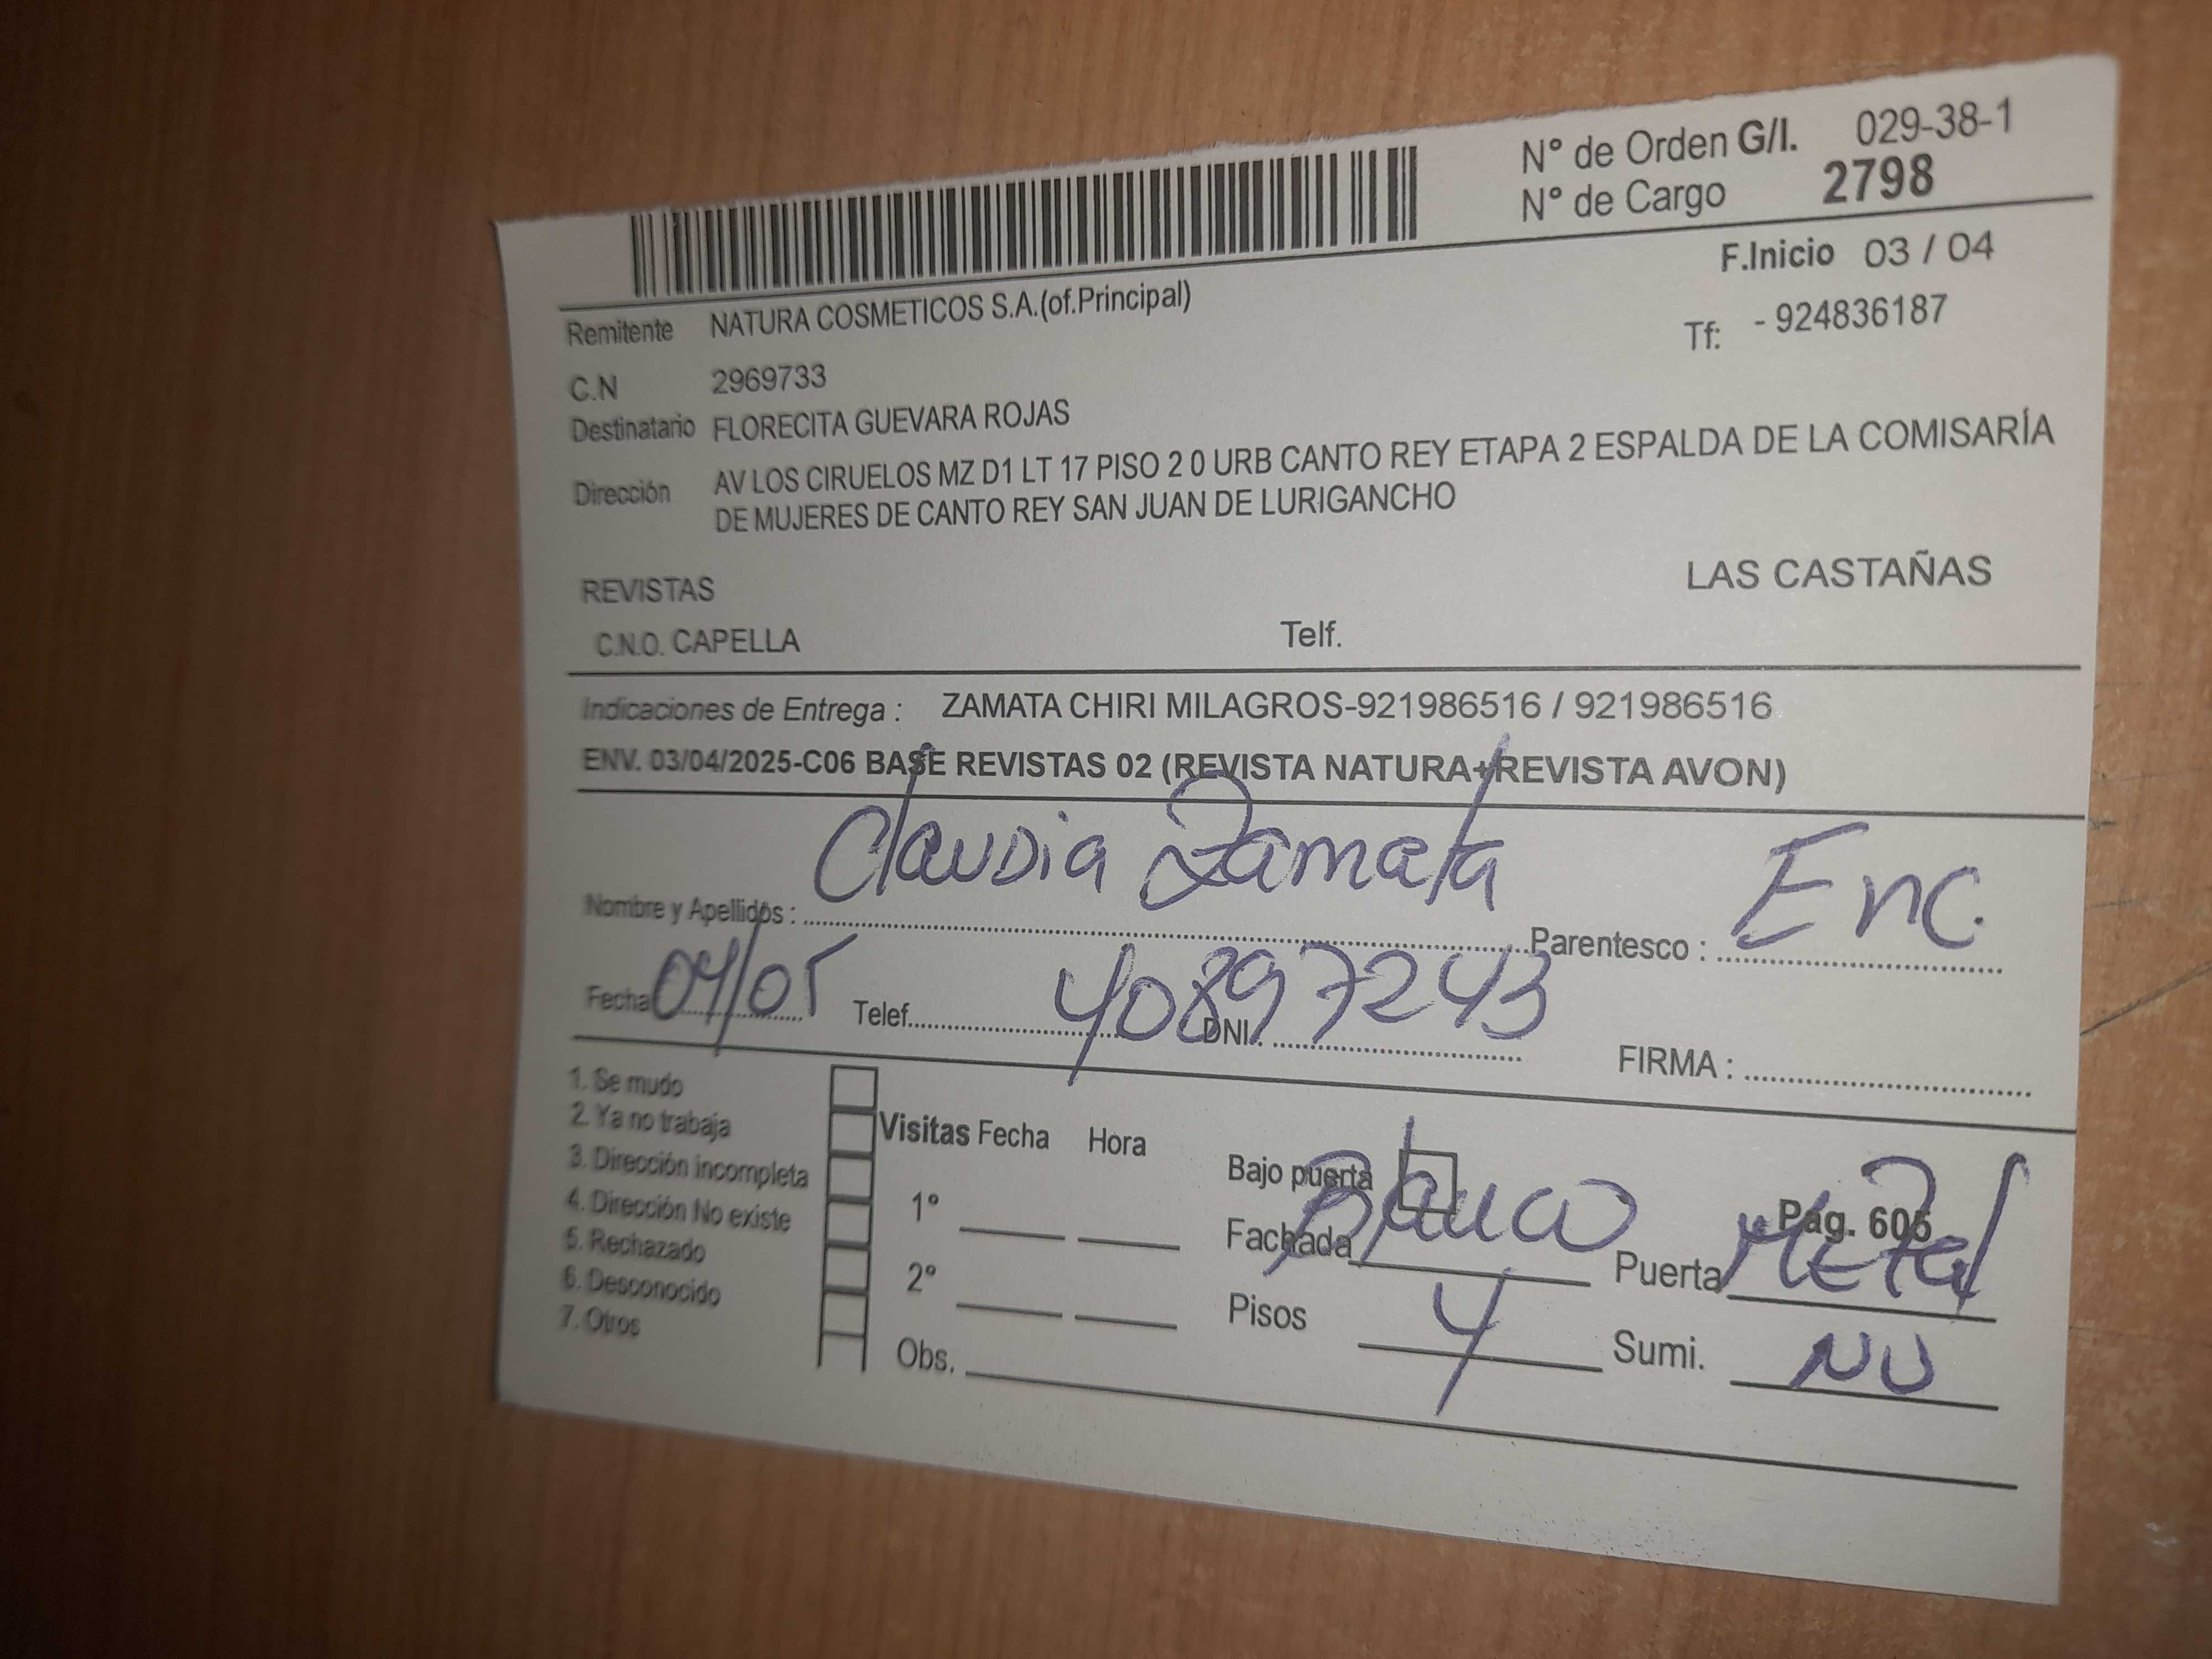 N° de Orden G/I. 029-38-1
N° de Cargo 2798
F.Inicio 03 / 04
Remitente NATURA COSMETICOS S.A.(of.Principal)
Tf: - 924836187
C.N 2969733
Destinatario FLORECITA GUEVARA ROJAS
Dirección AV LOS CIRUELOS MZ D1 LT 17 PISO 2 0 URB CANTO REY ETAPA 2 ESPALDA DE LA COMISARÍA
DE MUJERES DE CANTO REY SAN JUAN DE LURIGANCHO
REVISTAS LAS CASTAÑAS
C.N.O. CAPELLA Telf.
Indicaciones de Entrega : ZAMATA CHIRI MILAGROS-921986516 / 921986516
ENV. 03/04/2025-C06 BASE REVISTAS 02 (REVISTA NATURA+REVISTA AVON)
Nombre y Apellidos : Claudia Zamata Parentesco : Enc.
Fecha 04/05 Telef. DNI.: 40897243 FIRMA :
1. Se mudo
2. Ya no trabaja
3. Dirección incompleta
4. Dirección No existe
5. Rechazado
6. Desconocido
7. Otros
Visitas Fecha Hora
1°
2°
Obs.
Bajo puerta
Pág. 605
Fachada Blanco Puerta Metal
Pisos 4 Sumi. NO